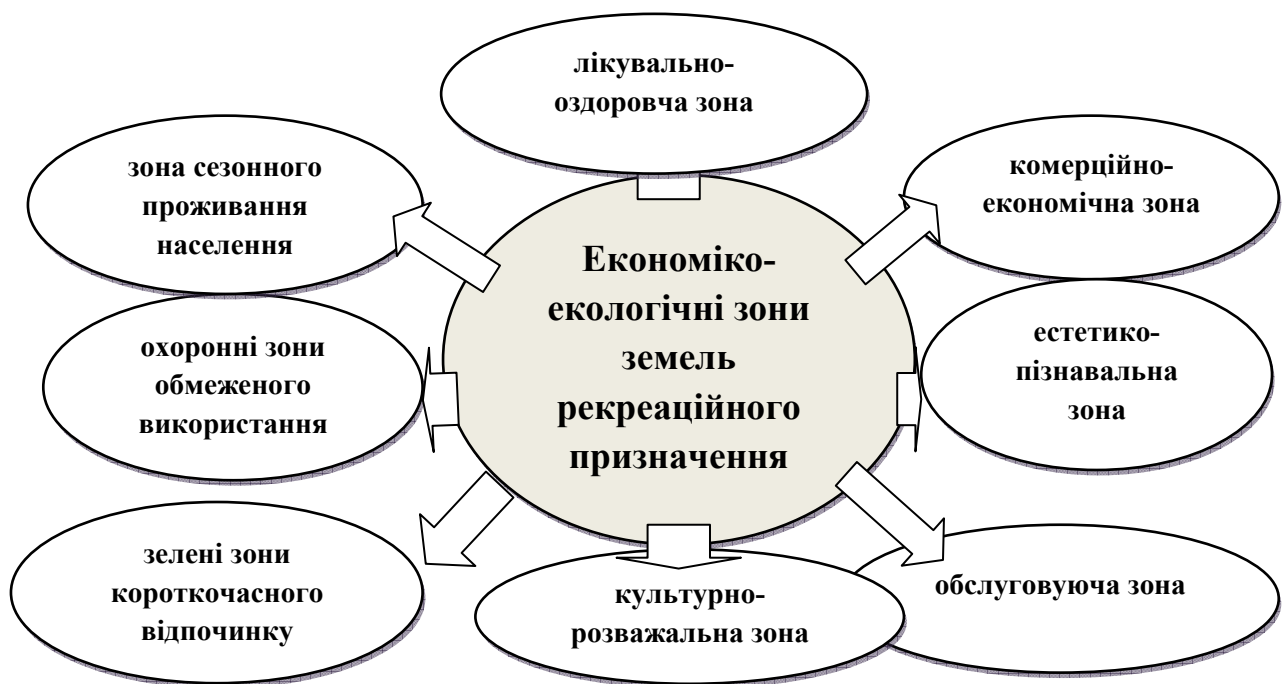 лікувально-
оздоровча зона
зона сезонного
проживання
населення
комерційно-
економічна зона
Економіко-
екологічні зони
земель
рекреаційного
призначення
охоронні зони
обмеженого
використання
естетико-
пізнавальна
зона
зелені зони
короткочасного
відпочинку
культурно-
розважальна зона
обслуговуюча зона